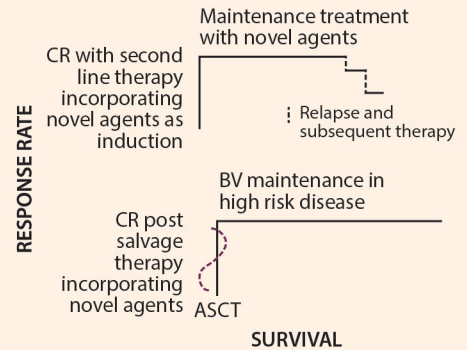 Maintenance treatment
with novel agents
CR with second
line therapy
incorporating
novel agents as
induction
Relapse and
subsequent therapy
RESPONSE RATE
BV maintenance in
high risk disease
CR post
salvage
therapy
incorporating
novel agents
ASCT
SURVIVAL